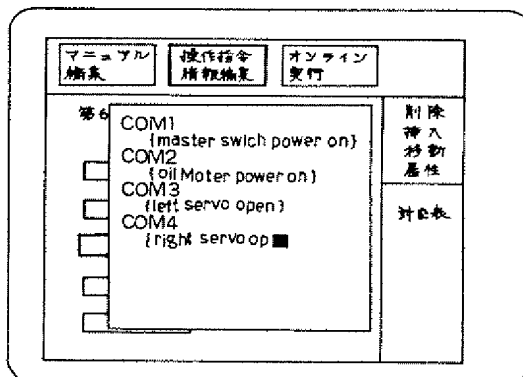 マニュアル
編集
操作指令
情報編集
オンライン
実行
第6
COM1
{master swich power on}
COM2
{oil Moter power on}
COM3
{left servo open}
COM4
{right servo op
削除
挿入
移動
属性
対応表